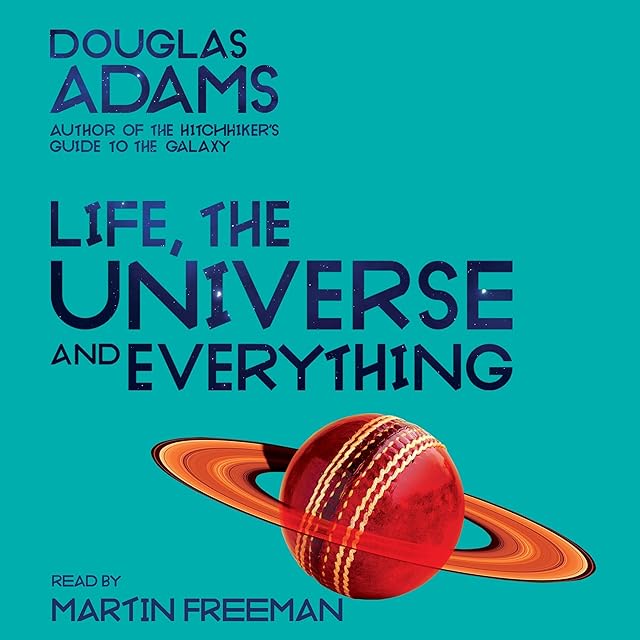 DOUGLAS
ADAMS
AUTHOR OF THE HITCHHIKER'S
GUIDE TO THE GALAXY
LIFE, THE
UNIVERSE
AND EVERYTHING
READ BY
MARTIN FREEMAN